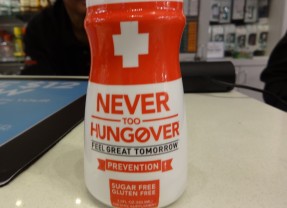 NEVER
TOO
HUNGOVER
FEEL GREAT TOMORROW
PREVENTION
SUGAR FREE
GLUTEN FREE